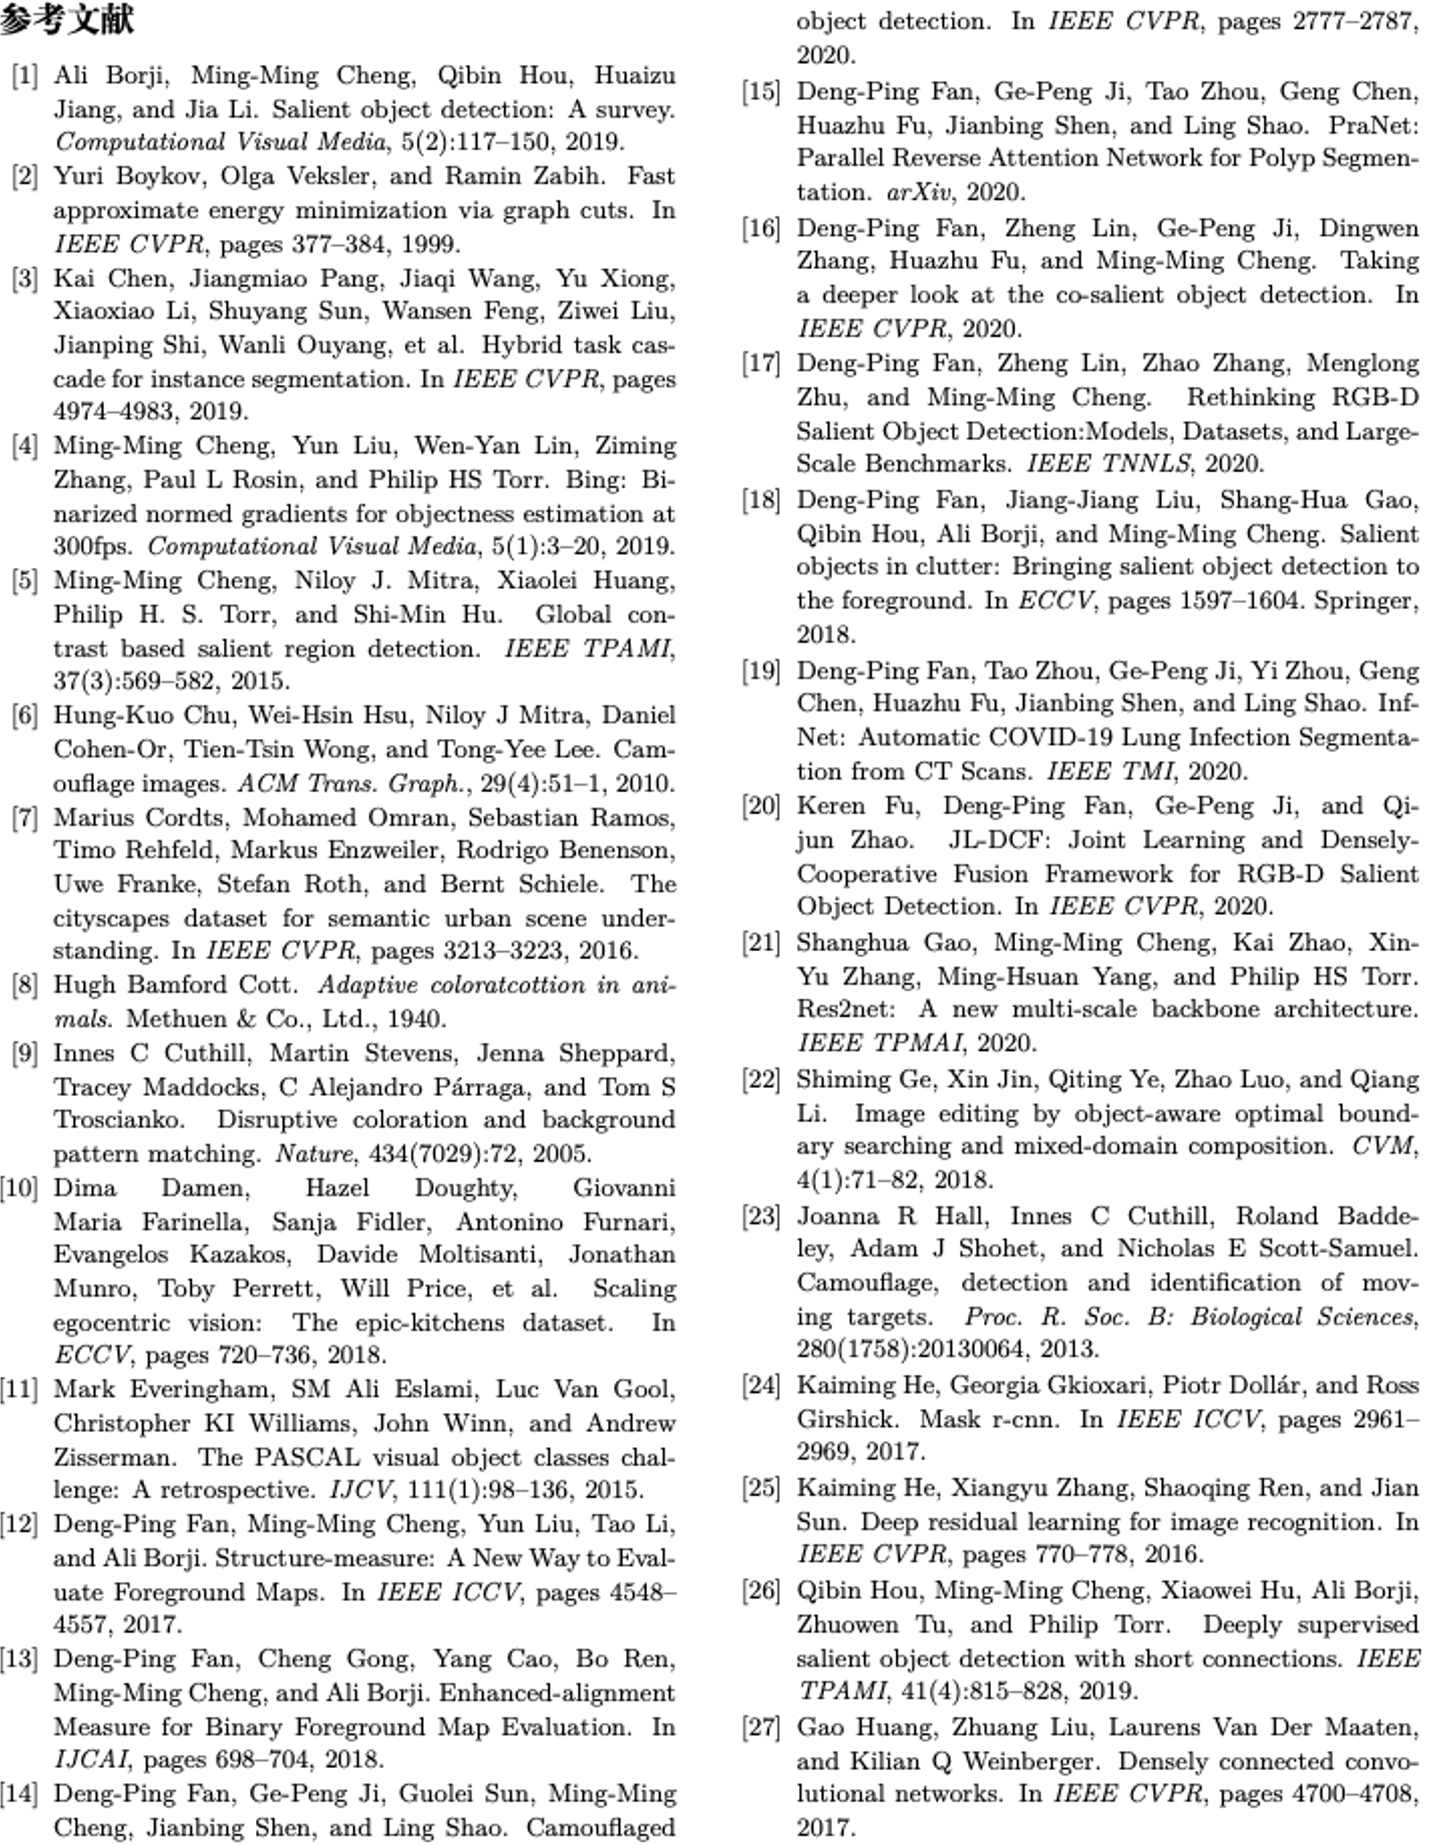 参考文献
[1] Ali Borji, Ming-Ming Cheng, Qibin Hou, Huaizu
Jiang, and Jia Li. Salient object detection: A survey.
Computational Visual Media, 5(2):117–150, 2019.
[2] Yuri Boykov, Olga Veksler, and Ramin Zabih. Fast
approximate energy minimization via graph cuts. In
IEEE CVPR, pages 377–384, 1999.
[3] Kai Chen, Jiangmiao Pang, Jiaqi Wang, Yu Xiong,
Xiaoxiao Li, Shuyang Sun, Wansen Feng, Ziwei Liu,
Jianping Shi, Wanli Ouyang, et al. Hybrid task cas-
cade for instance segmentation. In IEEE CVPR, pages
4974–4983, 2019.
[4] Ming-Ming Cheng, Yun Liu, Wen-Yan Lin, Ziming
Zhang, Paul L Rosin, and Philip HS Torr. Bing: Bi-
narized normed gradients for objectness estimation at
300fps. Computational Visual Media, 5(1):3–20, 2019.
[5] Ming-Ming Cheng, Niloy J. Mitra, Xiaolei Huang,
Philip H. S. Torr, and Shi-Min Hu. Global con-
trast based salient region detection. IEEE TPAMI,
37(3):569–582, 2015.
[6] Hung-Kuo Chu, Wei-Hsin Hsu, Niloy J Mitra, Daniel
Cohen-Or, Tien-Tsin Wong, and Tong-Yee Lee. Cam-
ouflage images. ACM Trans. Graph., 29(4):51–1, 2010.
[7] Marius Cordts, Mohamed Omran, Sebastian Ramos,
Timo Rehfeld, Markus Enzweiler, Rodrigo Benenson,
Uwe Franke, Stefan Roth, and Bernt Schiele. The
cityscapes dataset for semantic urban scene under-
standing. In IEEE CVPR, pages 3213–3223, 2016.
[8] Hugh Bamford Cott. Adaptive coloratcottion in ani-
mals. Methuen & Co., Ltd., 1940.
[9] Innes C Cuthill, Martin Stevens, Jenna Sheppard,
Tracey Maddocks, C Alejandro Párraga, and Tom S
Troscianko. Disruptive coloration and background
pattern matching. Nature, 434(7029):72, 2005.
[10] Dima Damen, Hazel Doughty, Giovanni
Maria Farinella, Sanja Fidler, Antonino Furnari,
Evangelos Kazakos, Davide Moltisanti, Jonathan
Munro, Toby Perrett, Will Price, et al. Scaling
egocentric vision: The epic-kitchens dataset. In
ECCV, pages 720–736, 2018.
[11] Mark Everingham, SM Ali Eslami, Luc Van Gool,
Christopher KI Williams, John Winn, and Andrew
Zisserman. The PASCAL visual object classes chal-
lenge: A retrospective. IJCV, 111(1):98–136, 2015.
[12] Deng-Ping Fan, Ming-Ming Cheng, Yun Liu, Tao Li,
and Ali Borji. Structure-measure: A New Way to Eval-
uate Foreground Maps. In IEEE ICCV, pages 4548–
4557, 2017.
[13] Deng-Ping Fan, Cheng Gong, Yang Cao, Bo Ren,
Ming-Ming Cheng, and Ali Borji. Enhanced-alignment
Measure for Binary Foreground Map Evaluation. In
IJCAI, pages 698–704, 2018.
[14] Deng-Ping Fan, Ge-Peng Ji, Guolei Sun, Ming-Ming
Cheng, Jianbing Shen, and Ling Shao. Camouflaged
object detection. In IEEE CVPR, pages 2777–2787,
2020.
[15] Deng-Ping Fan, Ge-Peng Ji, Tao Zhou, Geng Chen,
Huazhu Fu, Jianbing Shen, and Ling Shao. PraNet:
Parallel Reverse Attention Network for Polyp Segmen-
tation. arXiv, 2020.
[16] Deng-Ping Fan, Zheng Lin, Ge-Peng Ji, Dingwen
Zhang, Huazhu Fu, and Ming-Ming Cheng. Taking
a deeper look at the co-salient object detection. In
IEEE CVPR, 2020.
[17] Deng-Ping Fan, Zheng Lin, Zhao Zhang, Menglong
Zhu, and Ming-Ming Cheng. Rethinking RGB-D
Salient Object Detection:Models, Datasets, and Large-
Scale Benchmarks. IEEE TNNLS, 2020.
[18] Deng-Ping Fan, Jiang-Jiang Liu, Shang-Hua Gao,
Qibin Hou, Ali Borji, and Ming-Ming Cheng. Salient
objects in clutter: Bringing salient object detection to
the foreground. In ECCV, pages 1597–1604. Springer,
2018.
[19] Deng-Ping Fan, Tao Zhou, Ge-Peng Ji, Yi Zhou, Geng
Chen, Huazhu Fu, Jianbing Shen, and Ling Shao. Inf-
Net: Automatic COVID-19 Lung Infection Segmenta-
tion from CT Scans. IEEE TMI, 2020.
[20] Keren Fu, Deng-Ping Fan, Ge-Peng Ji, and Qi-
jun Zhao. JL-DCF: Joint Learning and Densely-
Cooperative Fusion Framework for RGB-D Salient
Object Detection. In IEEE CVPR, 2020.
[21] Shanghua Gao, Ming-Ming Cheng, Kai Zhao, Xin-
Yu Zhang, Ming-Hsuan Yang, and Philip HS Torr.
Res2net: A new multi-scale backbone architecture.
IEEE TPMAI, 2020.
[22] Shiming Ge, Xin Jin, Qiting Ye, Zhao Luo, and Qiang
Li. Image editing by object-aware optimal bound-
ary searching and mixed-domain composition. CVM,
4(1):71–82, 2018.
[23] Joanna R Hall, Innes C Cuthill, Roland Badde-
ley, Adam J Shohet, and Nicholas E Scott-Samuel.
Camouflage, detection and identification of mov-
ing targets. Proc. R. Soc. B: Biological Sciences,
280(1758):20130064, 2013.
[24] Kaiming He, Georgia Gkioxari, Piotr Dollár, and Ross
Girshick. Mask r-cnn. In IEEE ICCV, pages 2961–
2969, 2017.
[25] Kaiming He, Xiangyu Zhang, Shaoqing Ren, and Jian
Sun. Deep residual learning for image recognition. In
IEEE CVPR, pages 770–778, 2016.
[26] Qibin Hou, Ming-Ming Cheng, Xiaowei Hu, Ali Borji,
Zhuowen Tu, and Philip Torr. Deeply supervised
salient object detection with short connections. IEEE
TPAMI, 41(4):815–828, 2019.
[27] Gao Huang, Zhuang Liu, Laurens Van Der Maaten,
and Kilian Q Weinberger. Densely connected convo-
lutional networks. In IEEE CVPR, pages 4700–4708,
2017.